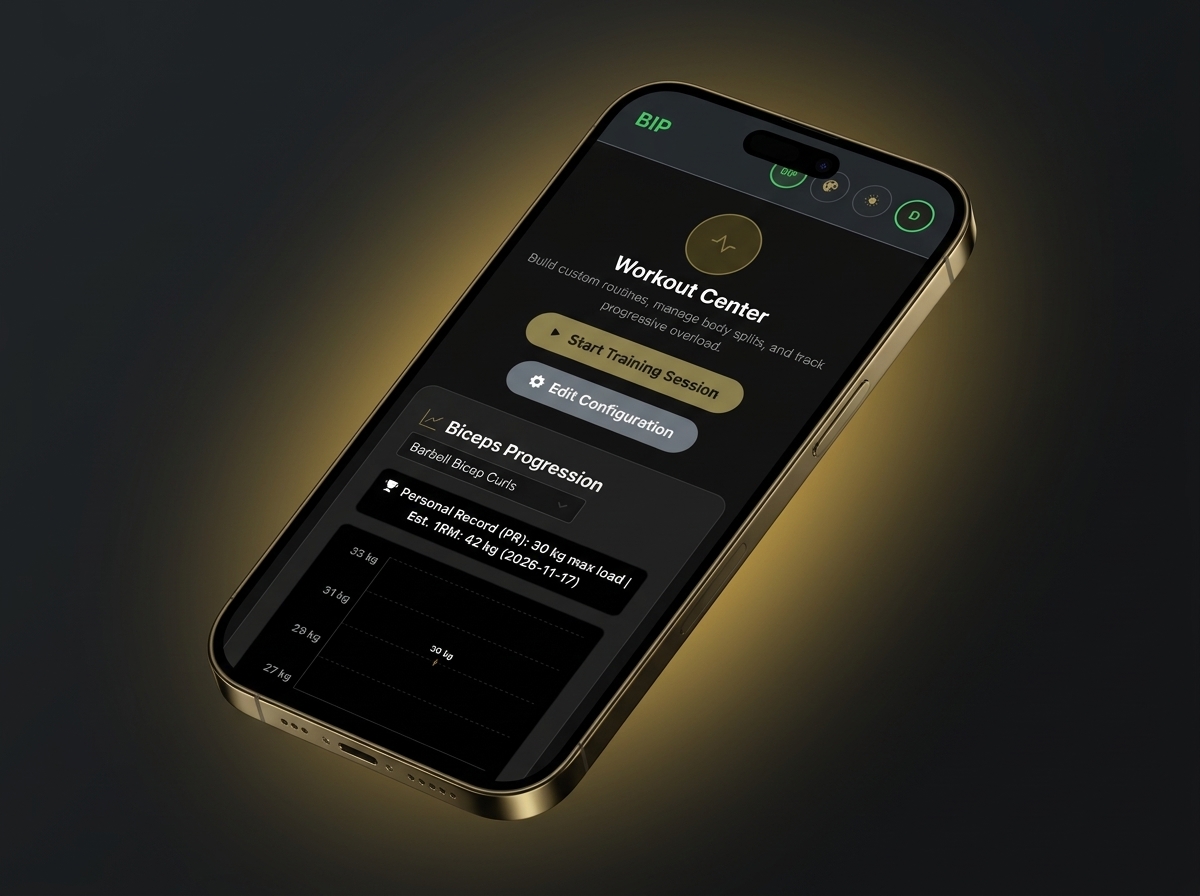 BIP
D
Workout Center
Build custom routines, manage body splits, and track
progressive overload.
Start Training Session
Edit Configuration
Biceps Progression
Barbell Bicep Curls
Personal Record (PR): 30 kg max load |
Est. 1RM: 42 kg (2026-11-17)
33 kg
31 kg
29 kg
30 kg
27 kg